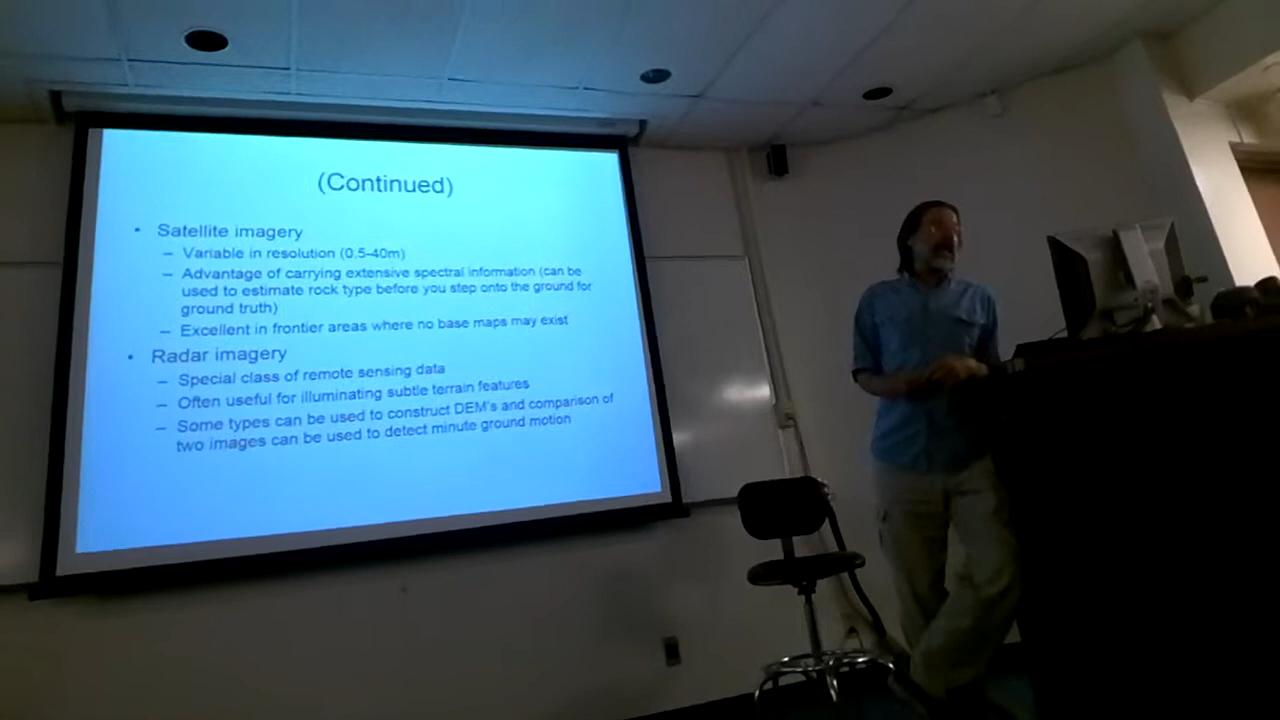 (Continued)
• Satellite imagery
– Variable in resolution (0.5-40m)
– Advantage of carrying extensive spectral information (can be
used to estimate rock type before you step onto the ground for
ground truth)
– Excellent in frontier areas where no base maps may exist
• Radar imagery
– Special class of remote sensing data
– Often useful for illuminating subtle terrain features
– Some types can be used to construct DEM's and comparison of
two images can be used to detect minute ground motion